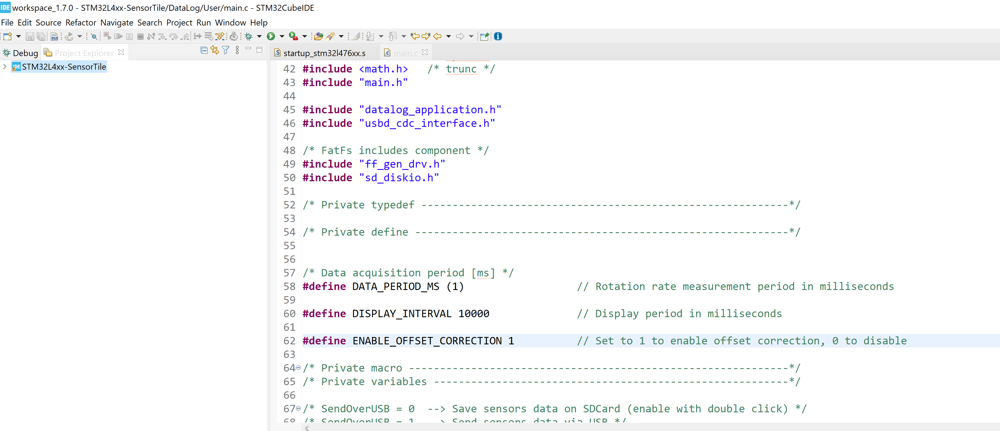 IDE workspace_1.7.0 - STM32L4xx-SensorTile/DataLog/User/main.c - STM32CubeIDE
File Edit Source Refactor Navigate Search Project Run Window Help
010
Debug Project Explorer
IDE STM32L4xx-SensorTile
startup_stm32l476xx.s main.c
42 #include <math.h>   /* trunc */
43 #include "main.h"
44
45 #include "datalog_application.h"
46 #include "usbd_cdc_interface.h"
47
48 /* FatFs includes component */
49 #include "ff_gen_drv.h"
50 #include "sd_diskio.h"
51
52 /* Private typedef -----------------------------------------------------------*/
53
54 /* Private define ------------------------------------------------------------*/
55
56
57 /* Data acquisition period [ms] */
58 #define DATA_PERIOD_MS (1)                  // Rotation rate measurement period in milliseconds
59
60 #define DISPLAY_INTERVAL 10000              // Display period in milliseconds
61
62 #define ENABLE_OFFSET_CORRECTION 1          // Set to 1 to enable offset correction, 0 to disable
63
64 /* Private macro -------------------------------------------------------------*/
65 /* Private variables ---------------------------------------------------------*/
66
67 /* SendOverUSB = 0  --> Save sensors data on SDCard (enable with double click) */
68 /* SendOverUSB = 1  --> Send sensors data via USB */